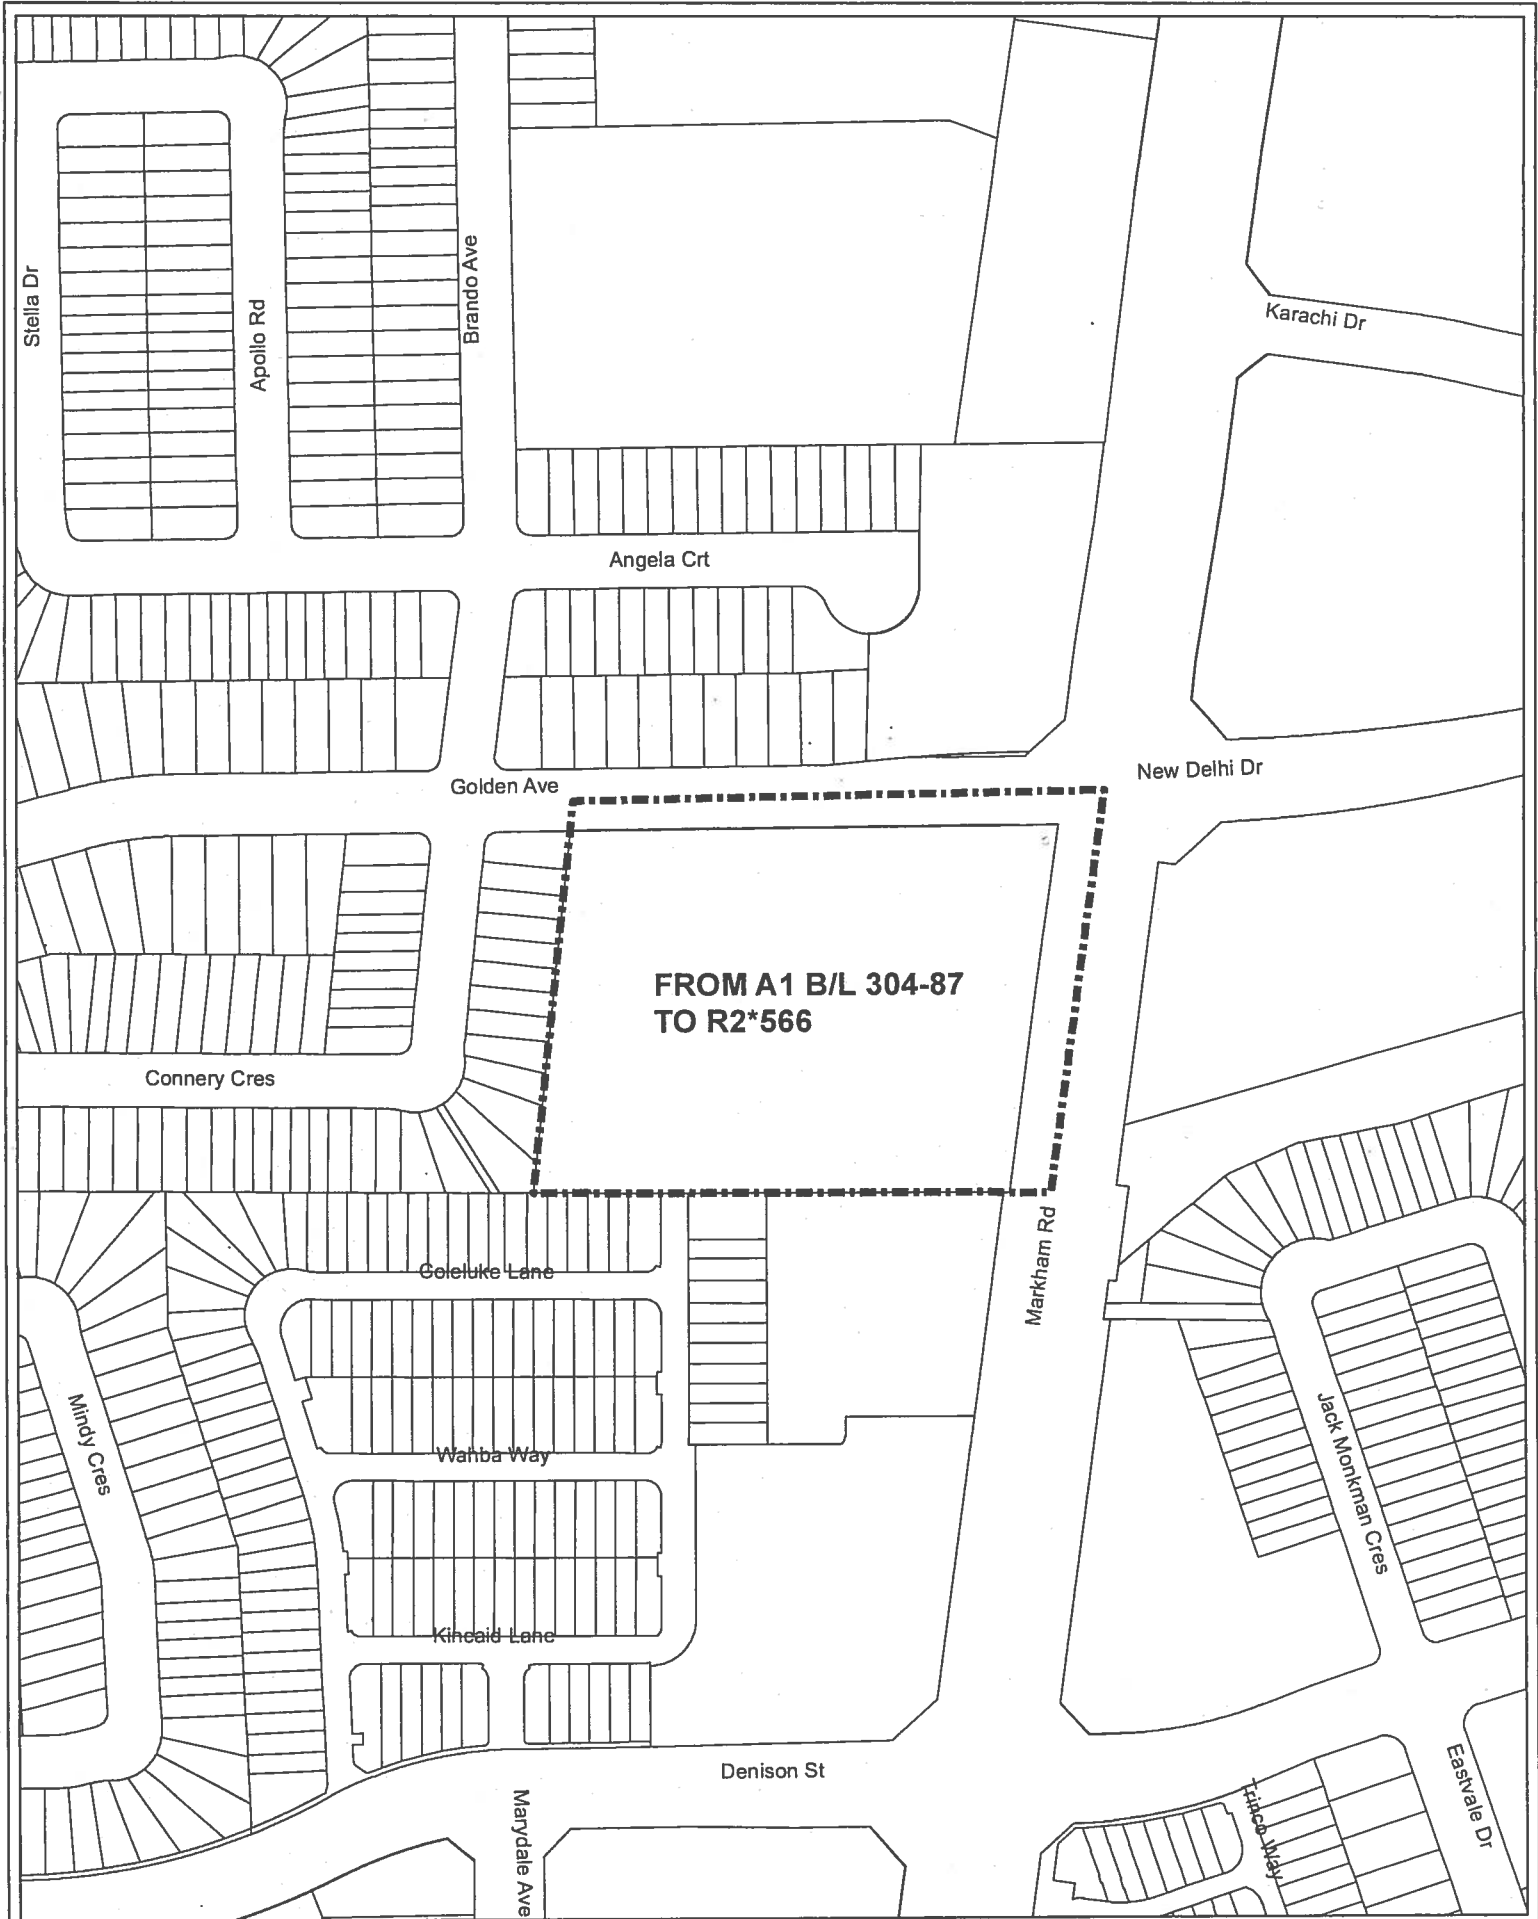 Stella Dr
Apollo Rd
Brando Ave
Karachi Dr
Angela Crt
Golden Ave
New Delhi Dr
FROM A1 B/L 304-87
TO R2*566
Connery Cres
Markham Rd
Coleluke Lane
Mindy Cres
Wahba Way
Jack Monkman Cres
Kincaid Lane
Denison St
Marydale Ave
Trinco Way
Eastvale Dr